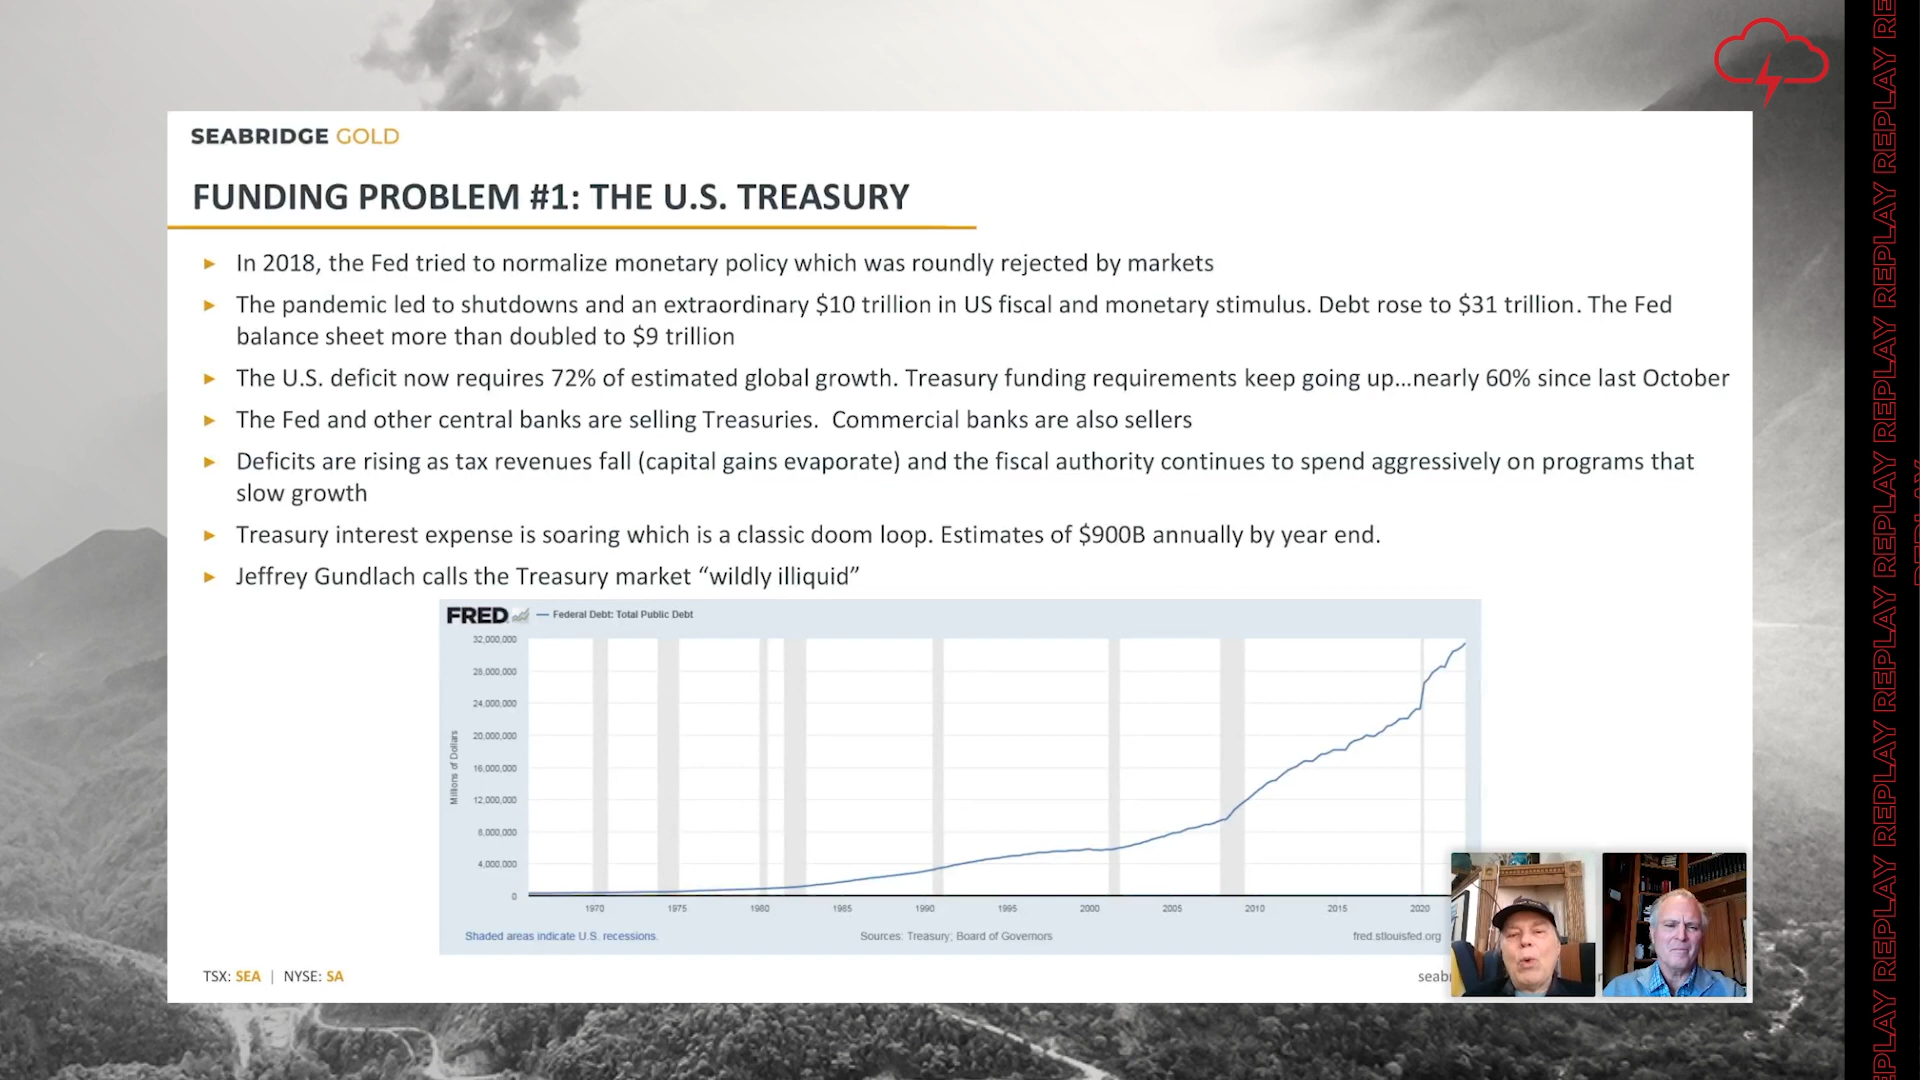 SEABRIDGE GOLD
FUNDING PROBLEM #1: THE U.S. TREASURY
► In 2018, the Fed tried to normalize monetary policy which was roundly rejected by markets
► The pandemic led to shutdowns and an extraordinary $10 trillion in US fiscal and monetary stimulus. Debt rose to $31 trillion. The Fed
balance sheet more than doubled to $9 trillion
► The U.S. deficit now requires 72% of estimated global growth. Treasury funding requirements keep going up…nearly 60% since last October
► The Fed and other central banks are selling Treasuries.  Commercial banks are also sellers
► Deficits are rising as tax revenues fall (capital gains evaporate) and the fiscal authority continues to spend aggressively on programs that
slow growth
► Treasury interest expense is soaring which is a classic doom loop. Estimates of $900B annually by year end.
► Jeffrey Gundlach calls the Treasury market “wildly illiquid”
FRED — Federal Debt: Total Public Debt
32,000,000
28,000,000
24,000,000
20,000,000
16,000,000
12,000,000
8,000,000
4,000,000
0
Millions of Dollars
1970 1975 1980 1985 1990 1995 2000 2005 2010 2015 2020
Shaded areas indicate U.S. recessions. Sources: Treasury; Board of Governors fred.stlouisfed.org
TSX: SEA | NYSE: SA
seab
REPLAY REPLAY REPLAY REPLAY REPLAY REPLAY REPLAY REPLAY